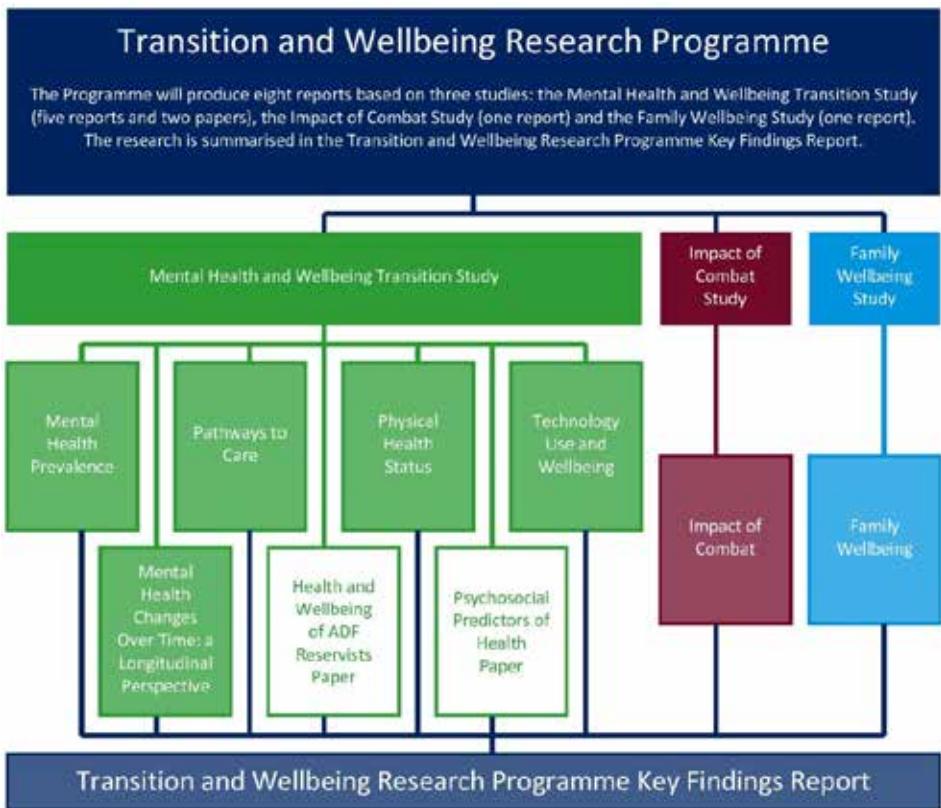 Transition and Wellbeing Research Programme
The Programme will produce eight reports based on three studies: the Mental Health and Wellbeing Transition Study
(five reports and two papers), the Impact of Combat Study (one report) and the Family Wellbeing Study (one report).
The research is summarised in the Transition and Wellbeing Research Programme Key Findings Report.
Mental Health and Wellbeing Transition Study
Impact of
Combat
Study
Family
Wellbeing
Study
Mental
Health
Prevalence
Pathways to
Care
Physical
Health
Status
Technology
Use and
Wellbeing
Impact of
Combat
Family
Wellbeing
Mental
Health
Changes
Over Time: a
Longitudinal
Perspective
Health and
Wellbeing
of ADF
Reservists
Paper
Psychosocial
Predictors of
Health
Paper
Transition and Wellbeing Research Programme Key Findings Report